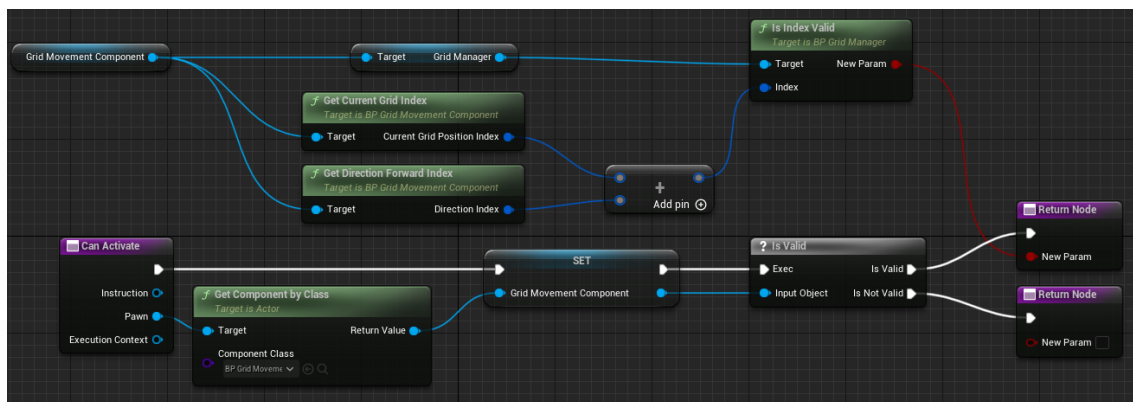 Grid Movement Component
Target Grid Manager
f Is Index Valid
Target is BP Grid Manager
Target New Param
Index
f Get Current Grid Index
Target is BP Grid Movement Component
Target Current Grid Position Index
f Get Direction Forward Index
Target is BP Grid Movement Component
Target Direction Index
+
Add pin
Can Activate
Instruction
Pawn
Execution Context
f Get Component by Class
Target is Actor
Target Return Value
Component Class
BP Grid Moveme
SET
Grid Movement Component
? Is Valid
Exec Is Valid
Input Object Is Not Valid
Return Node
New Param
Return Node
New Param